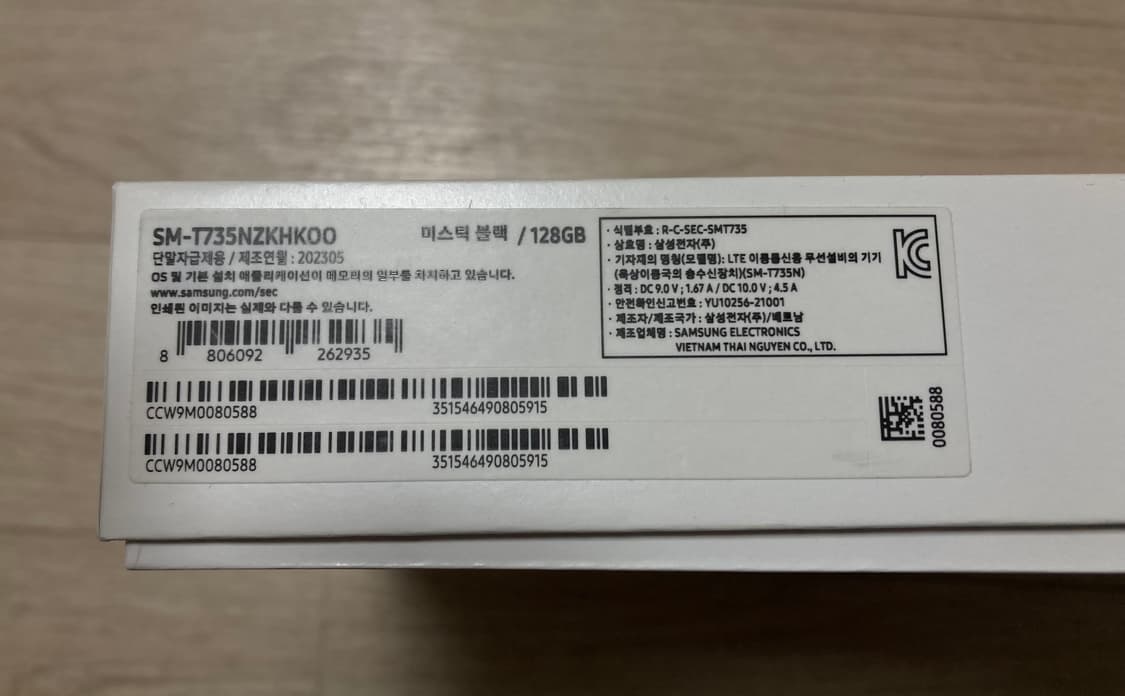 SM-T735NZKHKOO
미스틱 블랙 / 128GB
단말자급제용 / 제조연월 : 202305
OS 및 기본 설치 애플리케이션이 메모리의 일부를 차지하고 있습니다.
www.samsung.com/sec
인쇄된 이미지는 실제와 다를 수 있습니다.
8 806092 262935
CCW9M0080588 351546490805915
CCW9M0080588 351546490805915
· 식별부호 : R-C-SEC-SMT735
· 상호명 : 삼성전자(주)
· 기자재의 명칭(모델명): LTE 이동통신용 무선설비의 기기
(육상이동국의 송수신장치)(SM-T735N)
· 정격 : DC 9.0 V ; 1.67 A / DC 10.0 V ; 4.5 A
· 안전확인신고번호 : YU10256-21001
· 제조자/제조국가 : 삼성전자(주)/베트남
· 제조업체명 : SAMSUNG ELECTRONICS
VIETNAM THAI NGUYEN CO., LTD.
KC
0080588